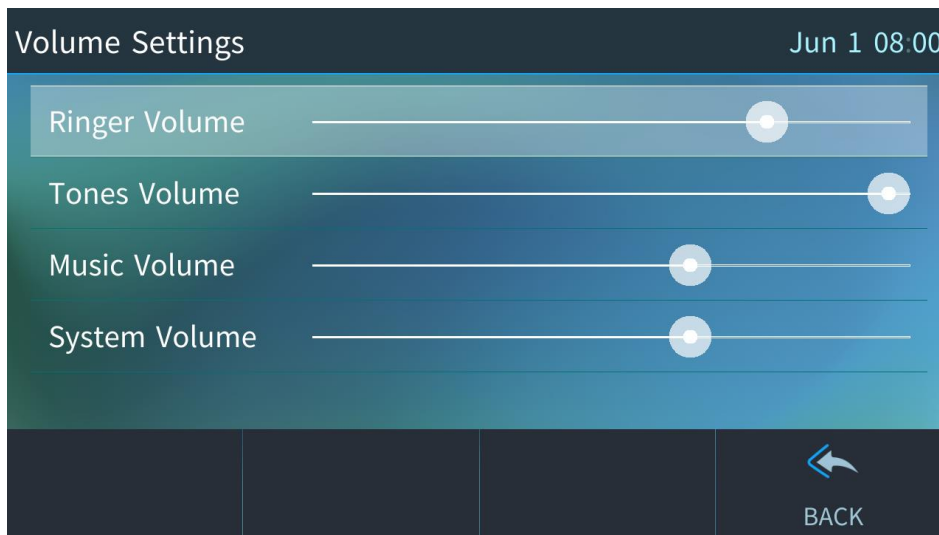 Volume Settings
Jun 1 08:00
Ringer Volume
Tones Volume
Music Volume
System Volume
BACK